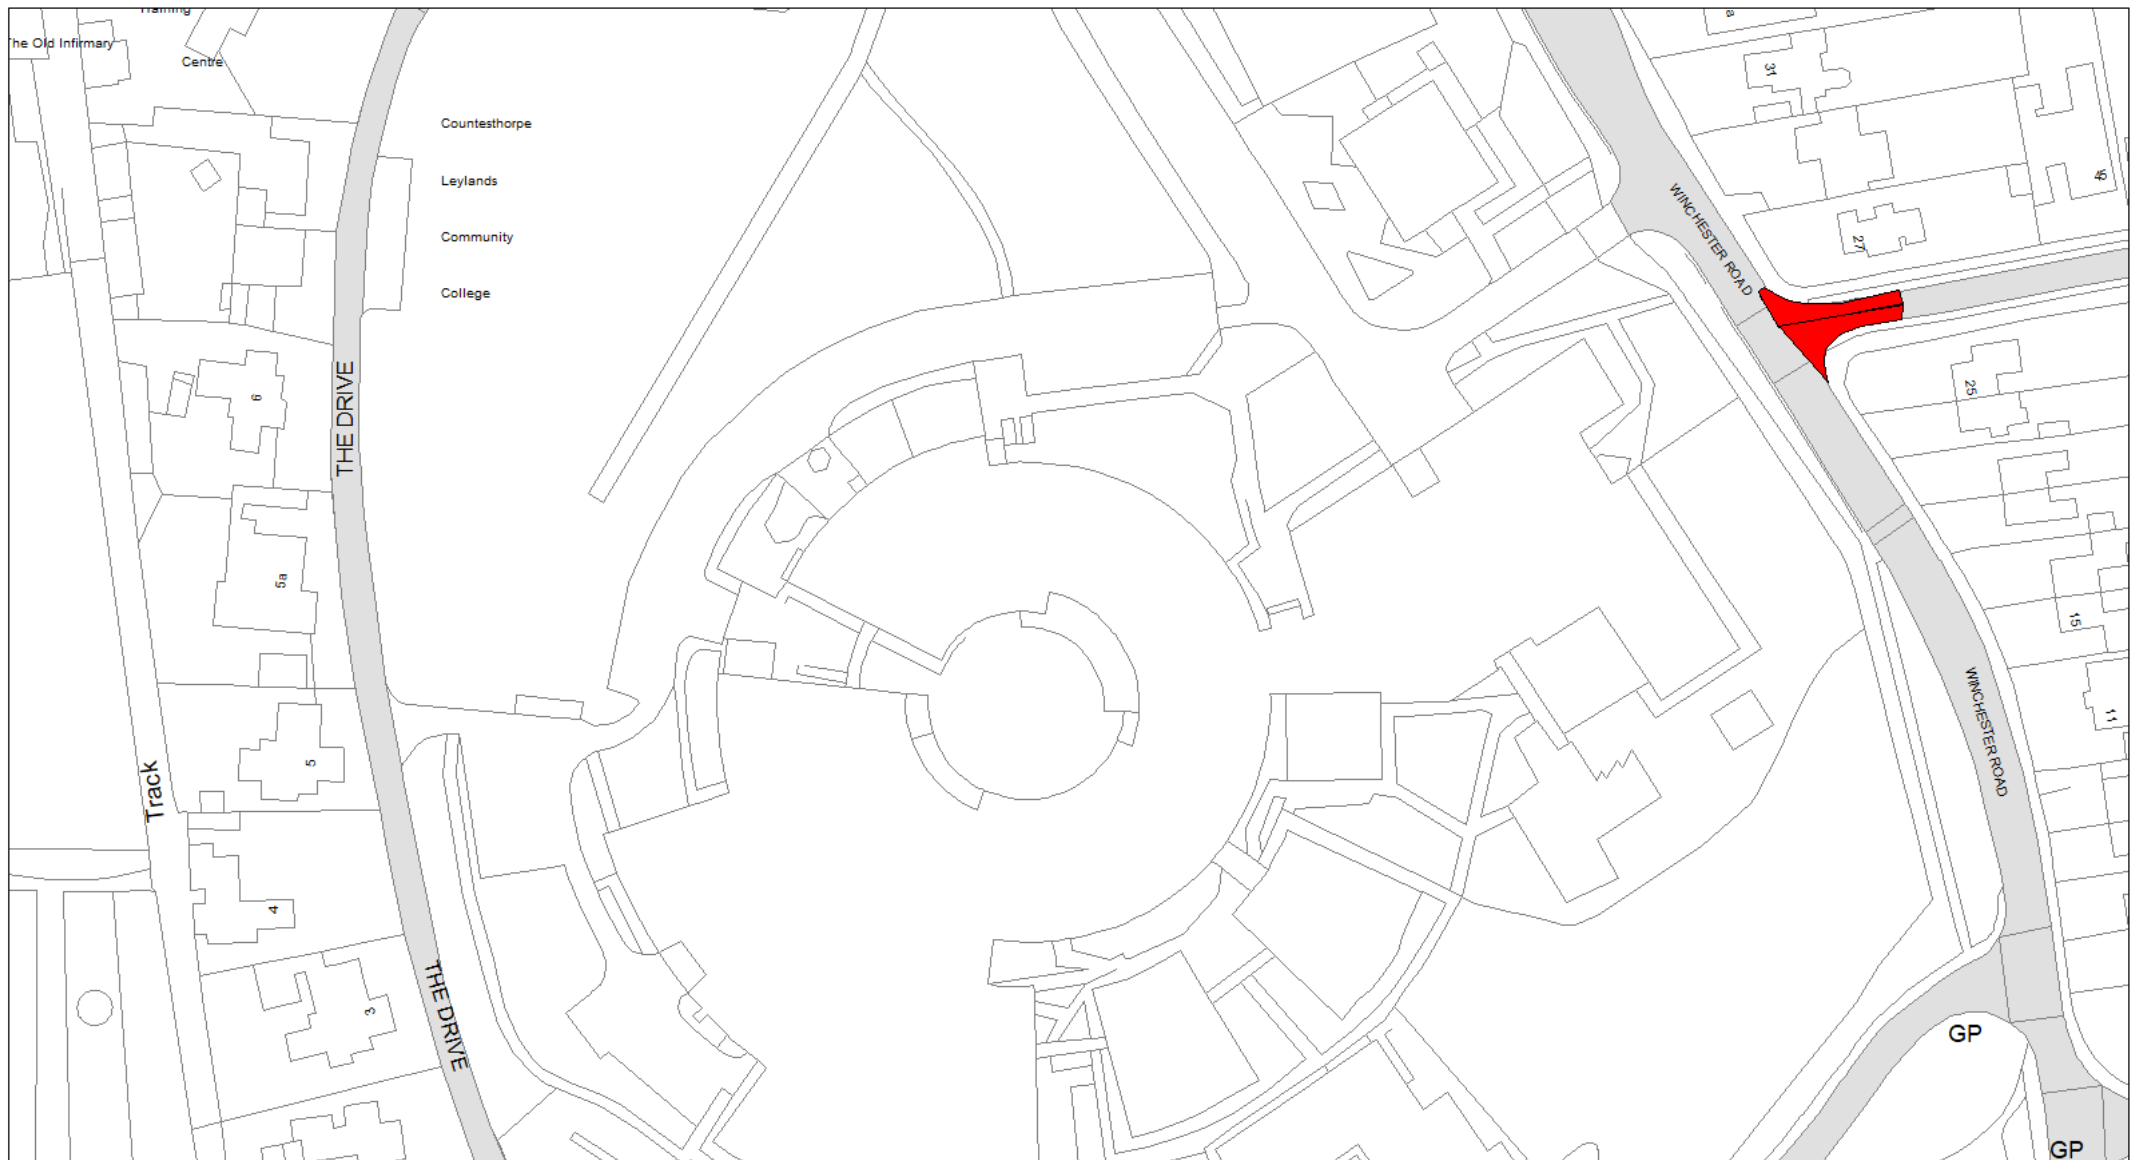 Training
The Old Infirmary
Centre
Countesthorpe
Leylands
Community
College
THE DRIVE
6
5a
5
Track
4
3
THE DRIVE
a
31
45
WINCHESTER ROAD
27
25
15
WINCHESTER ROAD
11
GP
GP